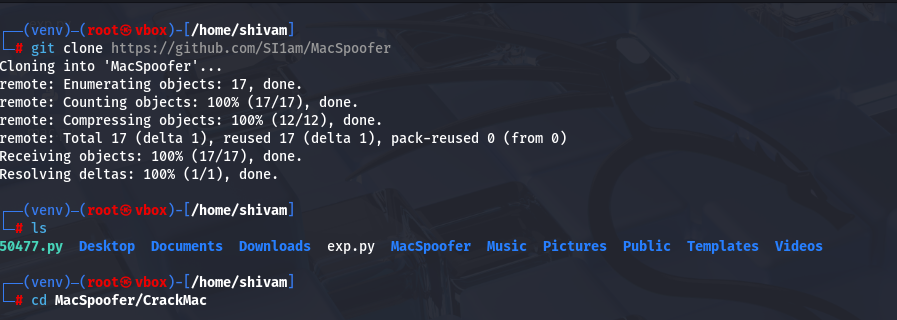 ┌──(venv)─(root㉿vbox)-[/home/shivam]
└─# git clone https://github.com/SI1am/MacSpoofer
Cloning into 'MacSpoofer'...
remote: Enumerating objects: 17, done.
remote: Counting objects: 100% (17/17), done.
remote: Compressing objects: 100% (12/12), done.
remote: Total 17 (delta 1), reused 17 (delta 1), pack-reused 0 (from 0)
Receiving objects: 100% (17/17), done.
Resolving deltas: 100% (1/1), done.
┌──(venv)─(root㉿vbox)-[/home/shivam]
└─# ls
50477.py  Desktop  Documents  Downloads  exp.py  MacSpoofer  Music  Pictures  Public  Templates  Videos
┌──(venv)─(root㉿vbox)-[/home/shivam]
└─# cd MacSpoofer/CrackMac